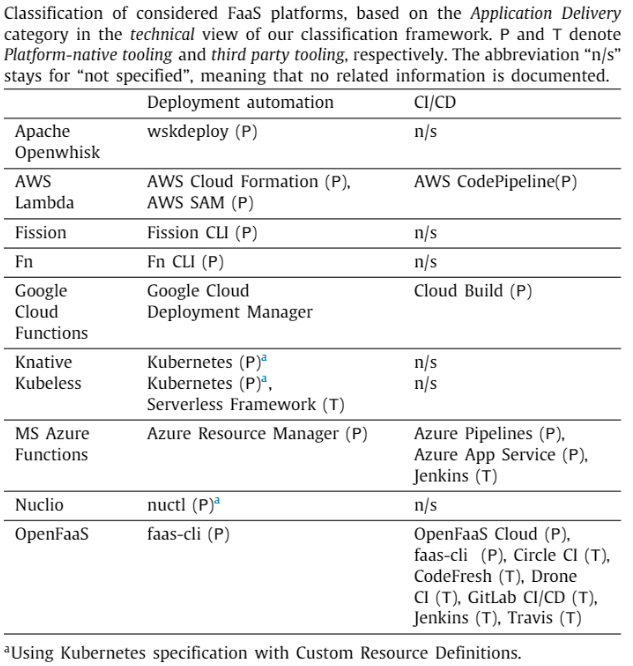 Classification of considered FaaS platforms, based on the Application Delivery
category in the technical view of our classification framework. P and T denote
Platform-native tooling and third party tooling, respectively. The abbreviation “n/s”
stays for “not specified”, meaning that no related information is documented.
Deployment automation CI/CD
Apache wskdeploy (P) n/s
Openwhisk
AWS AWS Cloud Formation (P), AWS CodePipeline(P)
Lambda AWS SAM (P)
Fission Fission CLI (P) n/s
Fn Fn CLI (P) n/s
Google Google Cloud Cloud Build (P)
Cloud Deployment Manager
Functions
Knative Kubernetes (P)a n/s
Kubeless Kubernetes (P)a, n/s
Serverless Framework (T)
MS Azure Azure Resource Manager (P) Azure Pipelines (P),
Functions Azure App Service (P),
Jenkins (T)
Nuclio nuctl (P)a n/s
OpenFaaS faas-cli (P) OpenFaaS Cloud (P),
faas-cli (P), Circle CI (T),
CodeFresh (T), Drone
CI (T), GitLab CI/CD (T),
Jenkins (T), Travis (T)
aUsing Kubernetes specification with Custom Resource Definitions.